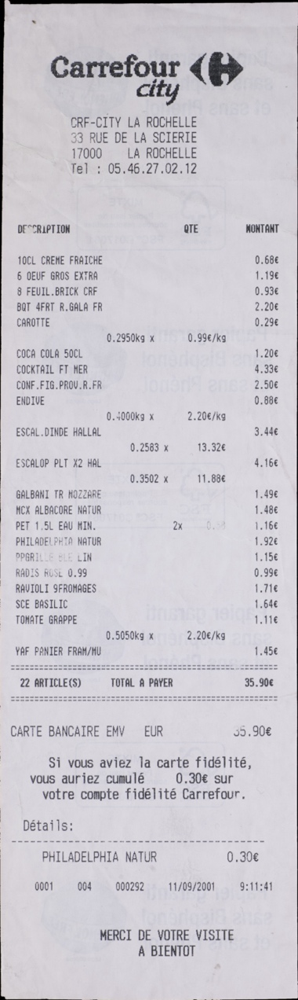 Carrefour
city
CRF-CITY LA ROCHELLE
33 RUE DE LA SCIERIE
17000 LA ROCHELLE
Tel : 05.46.27.02.12
DESCRIPTION QTE MONTANT
10CL CREME FRAICHE 0.68€
6 OEUF GROS EXTRA 1.19€
8 FEUIL.BRICK CRF 0.93€
BQT 4FRT R.GALA FR 2.20€
CAROTTE 0.29€
0.2950kg x 0.99€/kg
COCA COLA 50CL 1.20€
COCKTAIL FT MER 4.33€
CONF.FIG.PROUV.R.FR 2.50€
ENDIVE 0.88€
0.4000kg x 2.20€/kg
ESCAL.DINDE HALLAL 3.44€
0.2583 x 13.32€
ESCALOP PLT X2 HAL 4.16€
0.3502 x 11.88€
GALBANI TR MOZZARE 1.49€
MCX ALBACORE NATUR 1.48€
PET 1.5L EAU MIN. 2x 1.16€
PHILADELPHIA NATUR 1.92€
PPGRILLE BLE LIN 1.15€
RADIS ROSE 0.99 0.99€
RAVIOLI 9FROMAGES 1.71€
SCE BASILIC 1.64€
TOMATE GRAPPE 1.11€
0.5050kg x 2.20€/kg
YAF PANIER FRAM/MU 1.45€
22 ARTICLE(S) TOTAL A PAYER 35.90€
CARTE BANCAIRE EMV EUR 35.90€
Si vous aviez la carte fidélité,
vous auriez cumulé 0.30€ sur
votre compte fidélité Carrefour.
Détails:
PHILADELPHIA NATUR 0.30€
0001 004 000292 11/09/2001 9:11:41
MERCI DE VOTRE VISITE
A BIENTOT